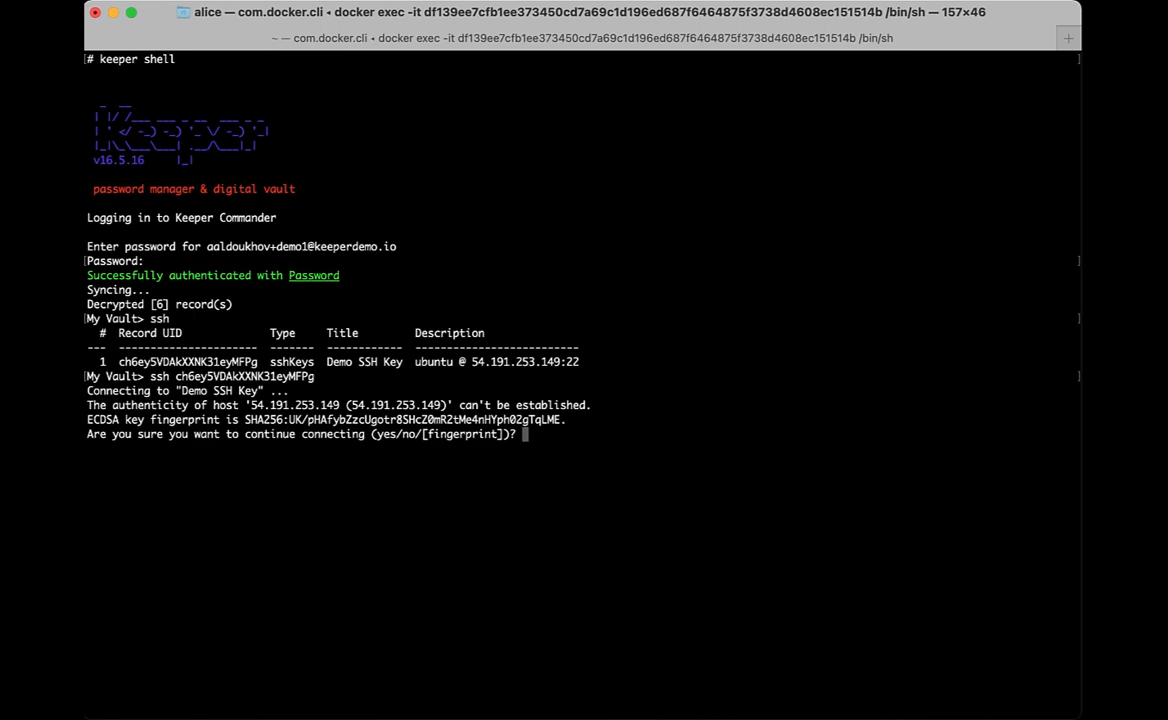 alice — com.docker.cli ◂ docker exec -it df139ee7cfb1ee373450cd7a69c1d196ed687f6464875f3738d4608ec151514b /bin/sh — 157×46
~ — com.docker.cli ◂ docker exec -it df139ee7cfb1ee373450cd7a69c1d196ed687f6464875f3738d4608ec151514b /bin/sh
# keeper shell
Keeper
v16.5.16
password manager & digital vault
Logging in to Keeper Commander
Enter password for aaldoukhov+demo1@keeperdemo.io
Password:
Successfully authenticated with Password
Syncing...
Decrypted [6] record(s)
My Vault> ssh
# Record UID Type Title Description
--- ---------------------- ------- ------------ --------------------------
1 ch6ey5VDAkXXNK31eyMFPg sshKeys Demo SSH Key ubuntu @ 54.191.253.149:22
My Vault> ssh ch6ey5VDAkXXNK31eyMFPg
Connecting to "Demo SSH Key" ...
The authenticity of host '54.191.253.149 (54.191.253.149)' can't be established.
ECDSA key fingerprint is SHA256:UK/pHAfybZzcUgotr8SHcZ0mR2tMe4nHYph02gTqLME.
Are you sure you want to continue connecting (yes/no/[fingerprint])?